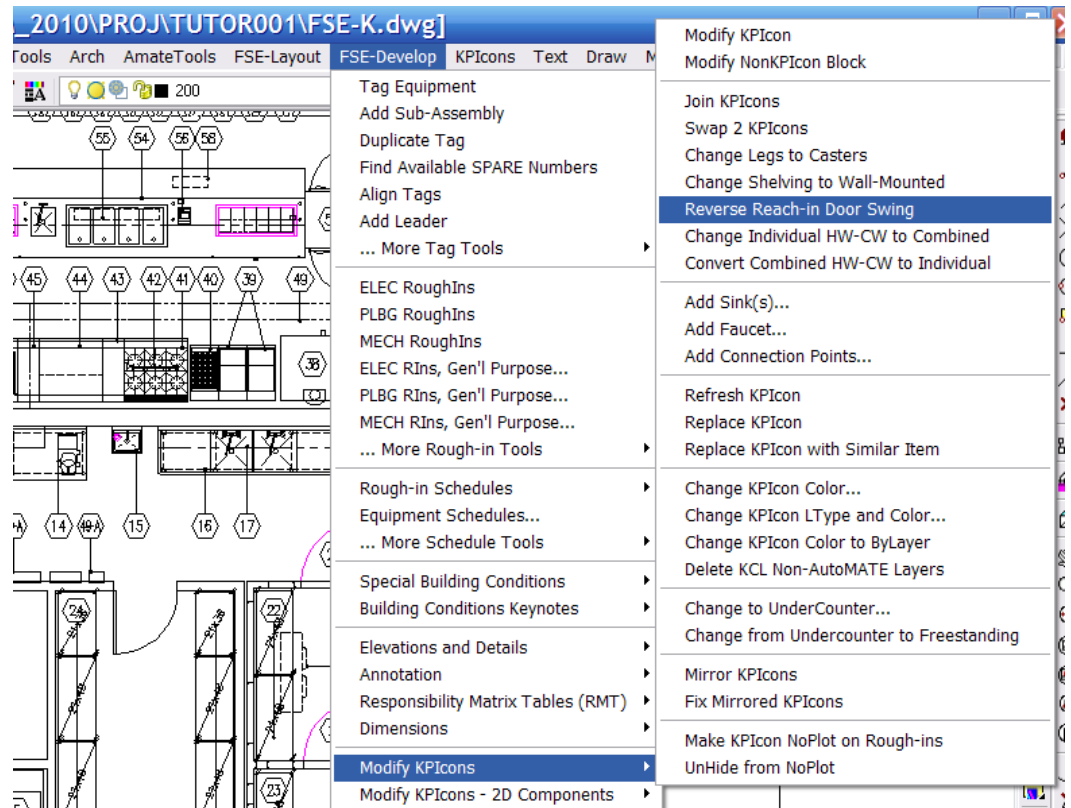 _2010\PROJ\TUTOR001\FSE-K.dwg]
Tools Arch AmateTools FSE-Layout FSE-Develop KPIcons Text Draw M
200
Tag Equipment
Add Sub-Assembly
Duplicate Tag
Find Available SPARE Numbers
Align Tags
Add Leader
... More Tag Tools
ELEC RoughIns
PLBG RoughIns
MECH RoughIns
ELEC RIns, Gen'l Purpose...
PLBG RIns, Gen'l Purpose...
MECH RIns, Gen'l Purpose...
... More Rough-in Tools
Rough-in Schedules
Equipment Schedules...
... More Schedule Tools
Special Building Conditions
Building Conditions Keynotes
Elevations and Details
Annotation
Responsibility Matrix Tables (RMT)
Dimensions
Modify KPIcons
Modify KPIcons - 2D Components
Modify KPIcon
Modify NonKPIcon Block
Join KPIcons
Swap 2 KPIcons
Change Legs to Casters
Change Shelving to Wall-Mounted
Reverse Reach-in Door Swing
Change Individual HW-CW to Combined
Convert Combined HW-CW to Individual
Add Sink(s)...
Add Faucet...
Add Connection Points...
Refresh KPIcon
Replace KPIcon
Replace KPIcon with Similar Item
Change KPIcon Color...
Change KPIcon LType and Color...
Change KPIcon Color to ByLayer
Delete KCL Non-AutoMATE Layers
Change to UnderCounter...
Change from Undercounter to Freestanding
Mirror KPIcons
Fix Mirrored KPIcons
Make KPIcon NoPlot on Rough-ins
UnHide from NoPlot
55 54 56 58
45 44 43 42 41 40 39 49
38
14 49-A 15 16 17
24 22
23